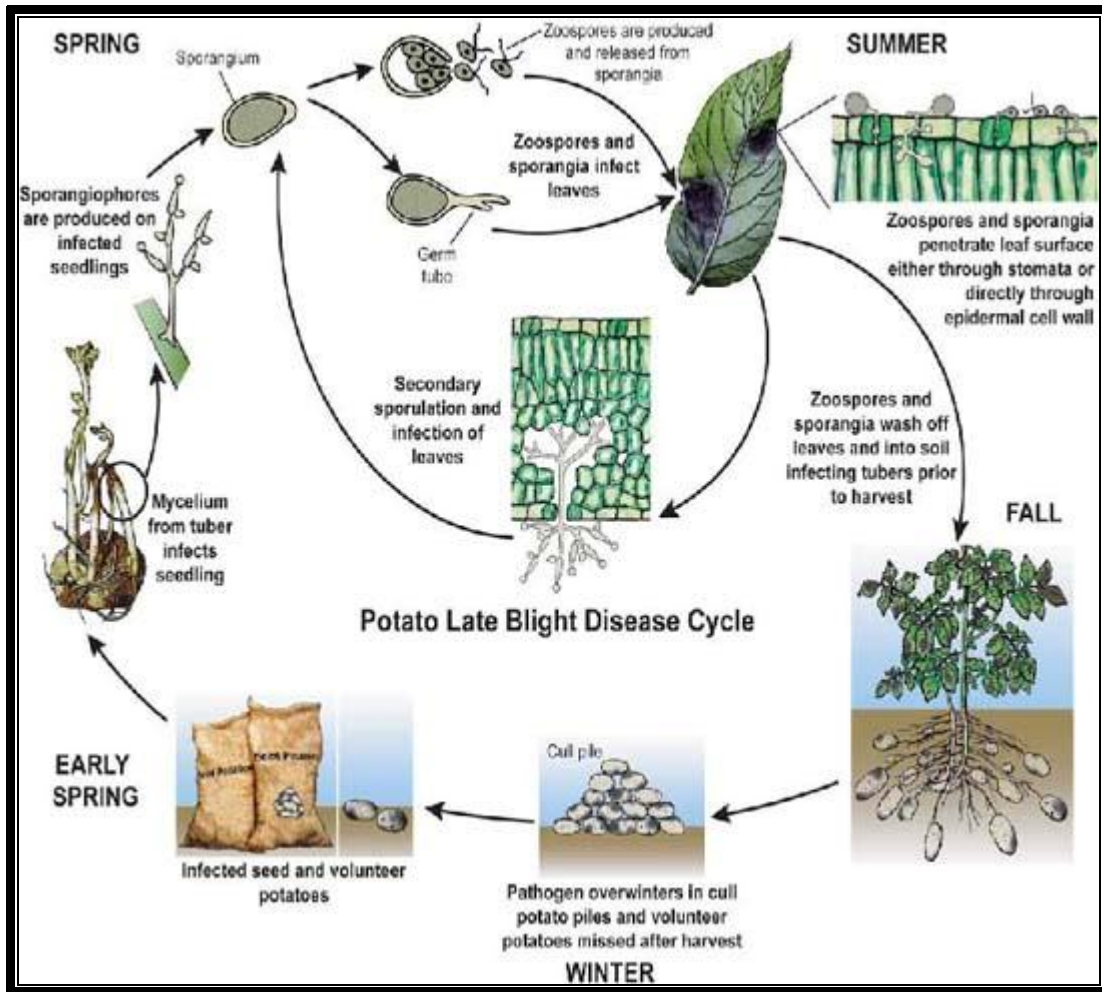 SPRING
Sporangium
Zoospores are produced
and released from
sporangia
SUMMER
Sporangiophores
are produced on
infected
seedlings
Zoospores and
sporangia infect
leaves
Germ
tubo
Zoospores and sporangia
penetrate leaf surface
either through stomata or
directly through
epidermal cell wall
Secondary
sporulation and
infection of
leaves
Zoospores and
sporangia wash off
leaves and into soil
infecting tubers prior
to harvest
Mycelium
from tuber
infects
seedling
FALL
Potato Late Blight Disease Cycle
EARLY
SPRING
Cull pile
Infected seed and volunteer
potatoes
Pathogen overwinters in cull
potato piles and volunteer
potatoes missed after harvest
WINTER